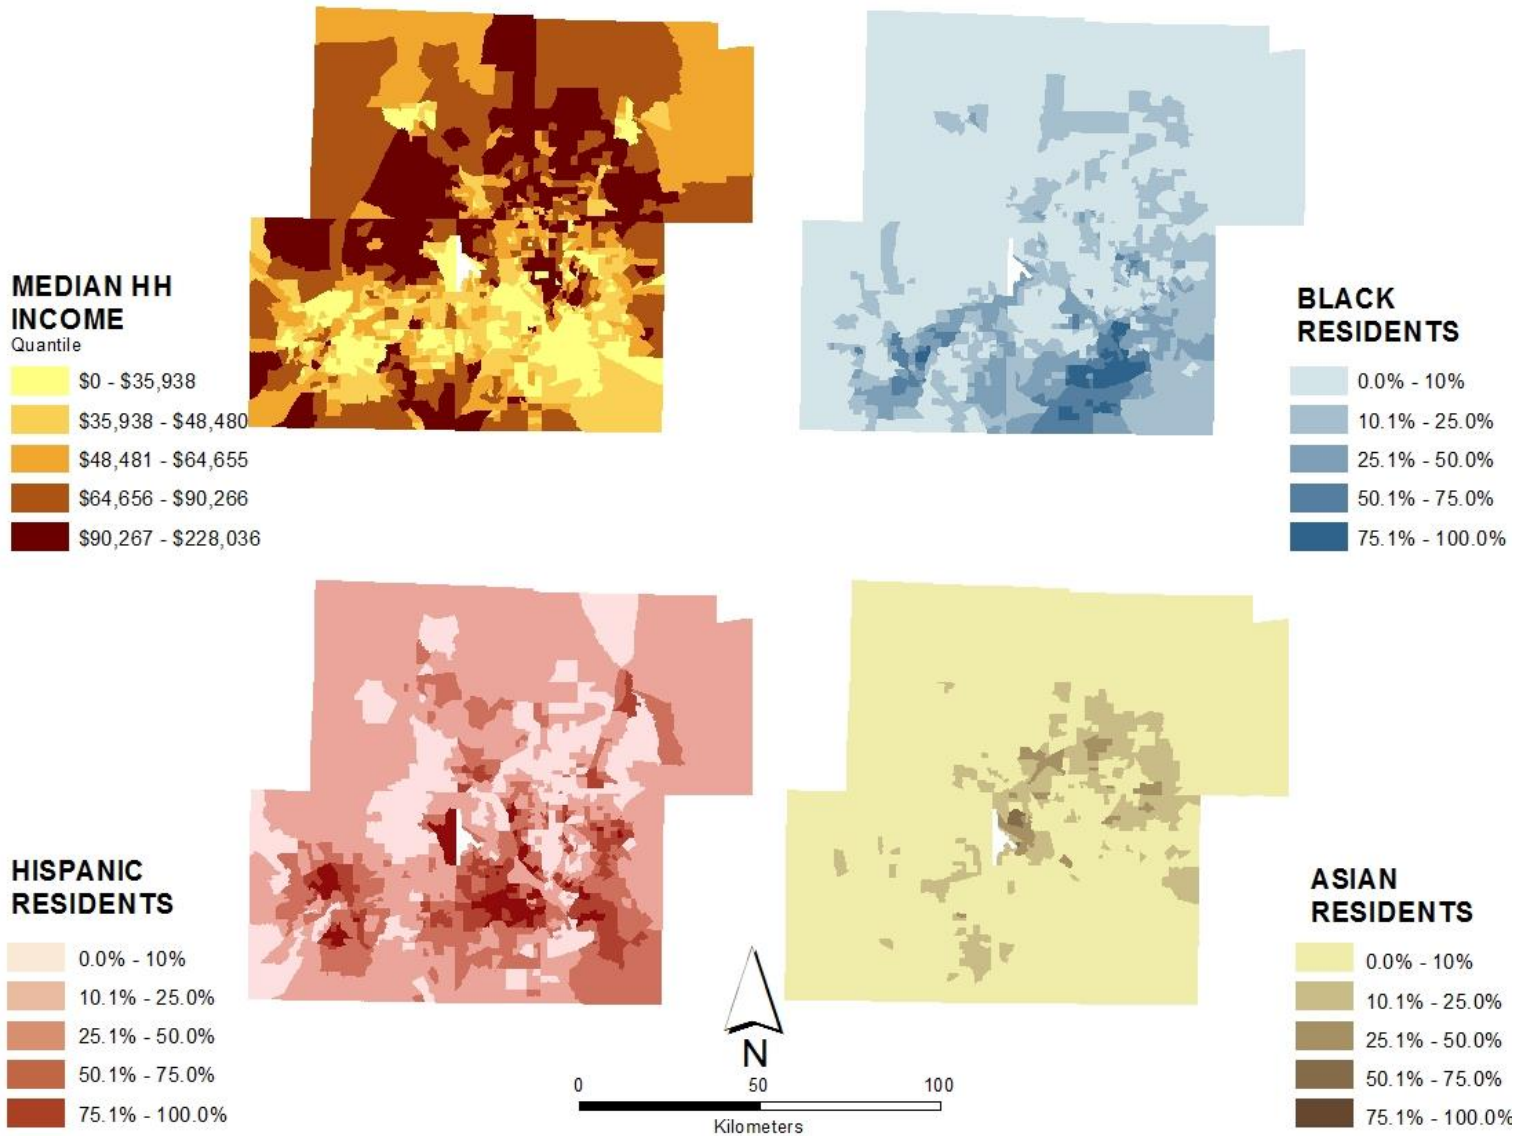 MEDIAN HH
INCOME
Quantile
$0 - $35,938
$35,938 - $48,480
$48,481 - $64,655
$64,656 - $90,266
$90,267 - $228,036
BLACK
RESIDENTS
0.0% - 10%
10.1% - 25.0%
25.1% - 50.0%
50.1% - 75.0%
75.1% - 100.0%
HISPANIC
RESIDENTS
0.0% - 10%
10.1% - 25.0%
25.1% - 50.0%
50.1% - 75.0%
75.1% - 100.0%
N
0 50 100
Kilometers
ASIAN
RESIDENTS
0.0% - 10%
10.1% - 25.0%
25.1% - 50.0%
50.1% - 75.0%
75.1% - 100.0%